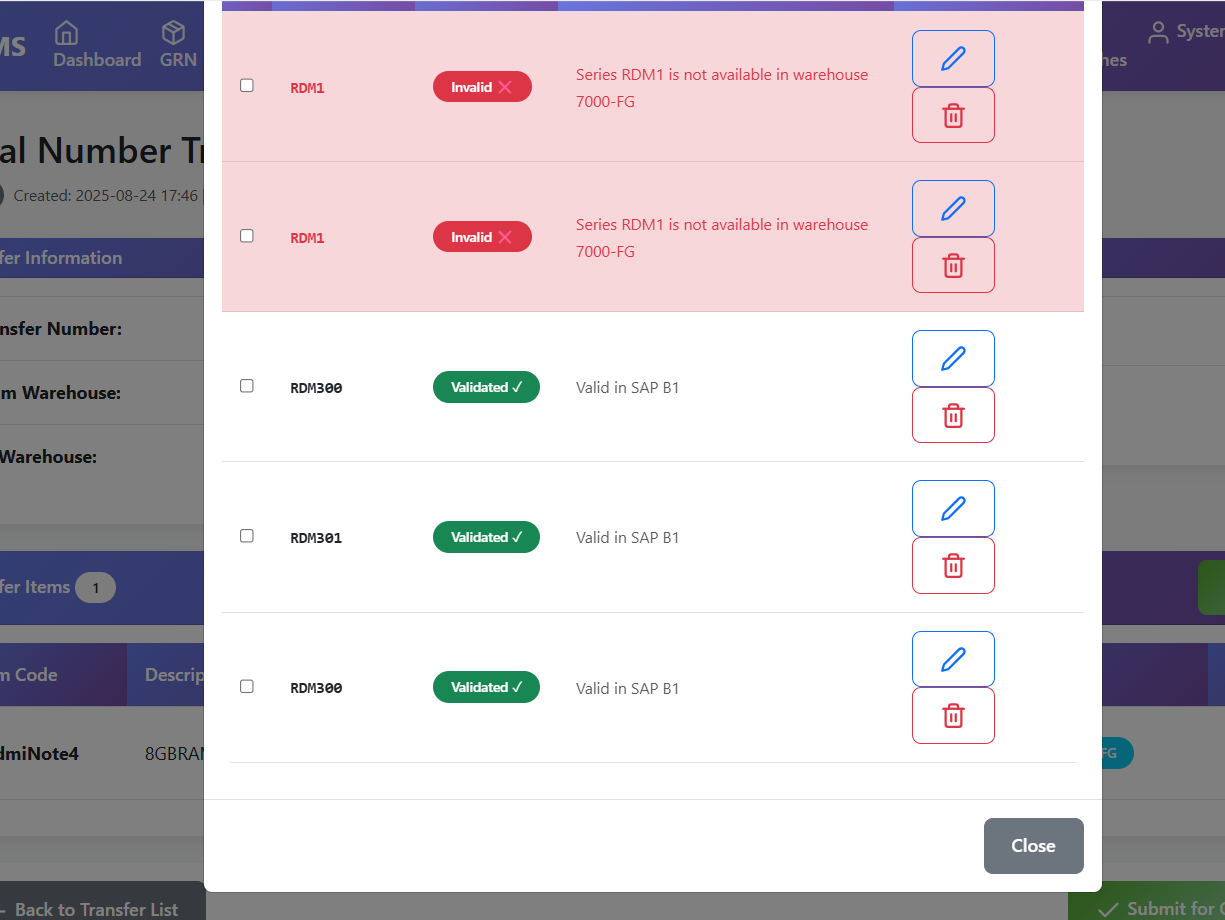 MS
Dashboard
GRN
System
hes
al Number Tr
Created: 2025-08-24 17:46 |
fer Information
nsfer Number:
m Warehouse:
Warehouse:
fer Items 1
m Code
Descrip
dmiNote4
8GBRAM
FG
Back to Transfer List
Submit for Q
RDM1
Invalid ❌
Series RDM1 is not available in warehouse
7000-FG
RDM1
Invalid ❌
Series RDM1 is not available in warehouse
7000-FG
RDM300
Validated ✓
Valid in SAP B1
RDM301
Validated ✓
Valid in SAP B1
RDM300
Validated ✓
Valid in SAP B1
Close